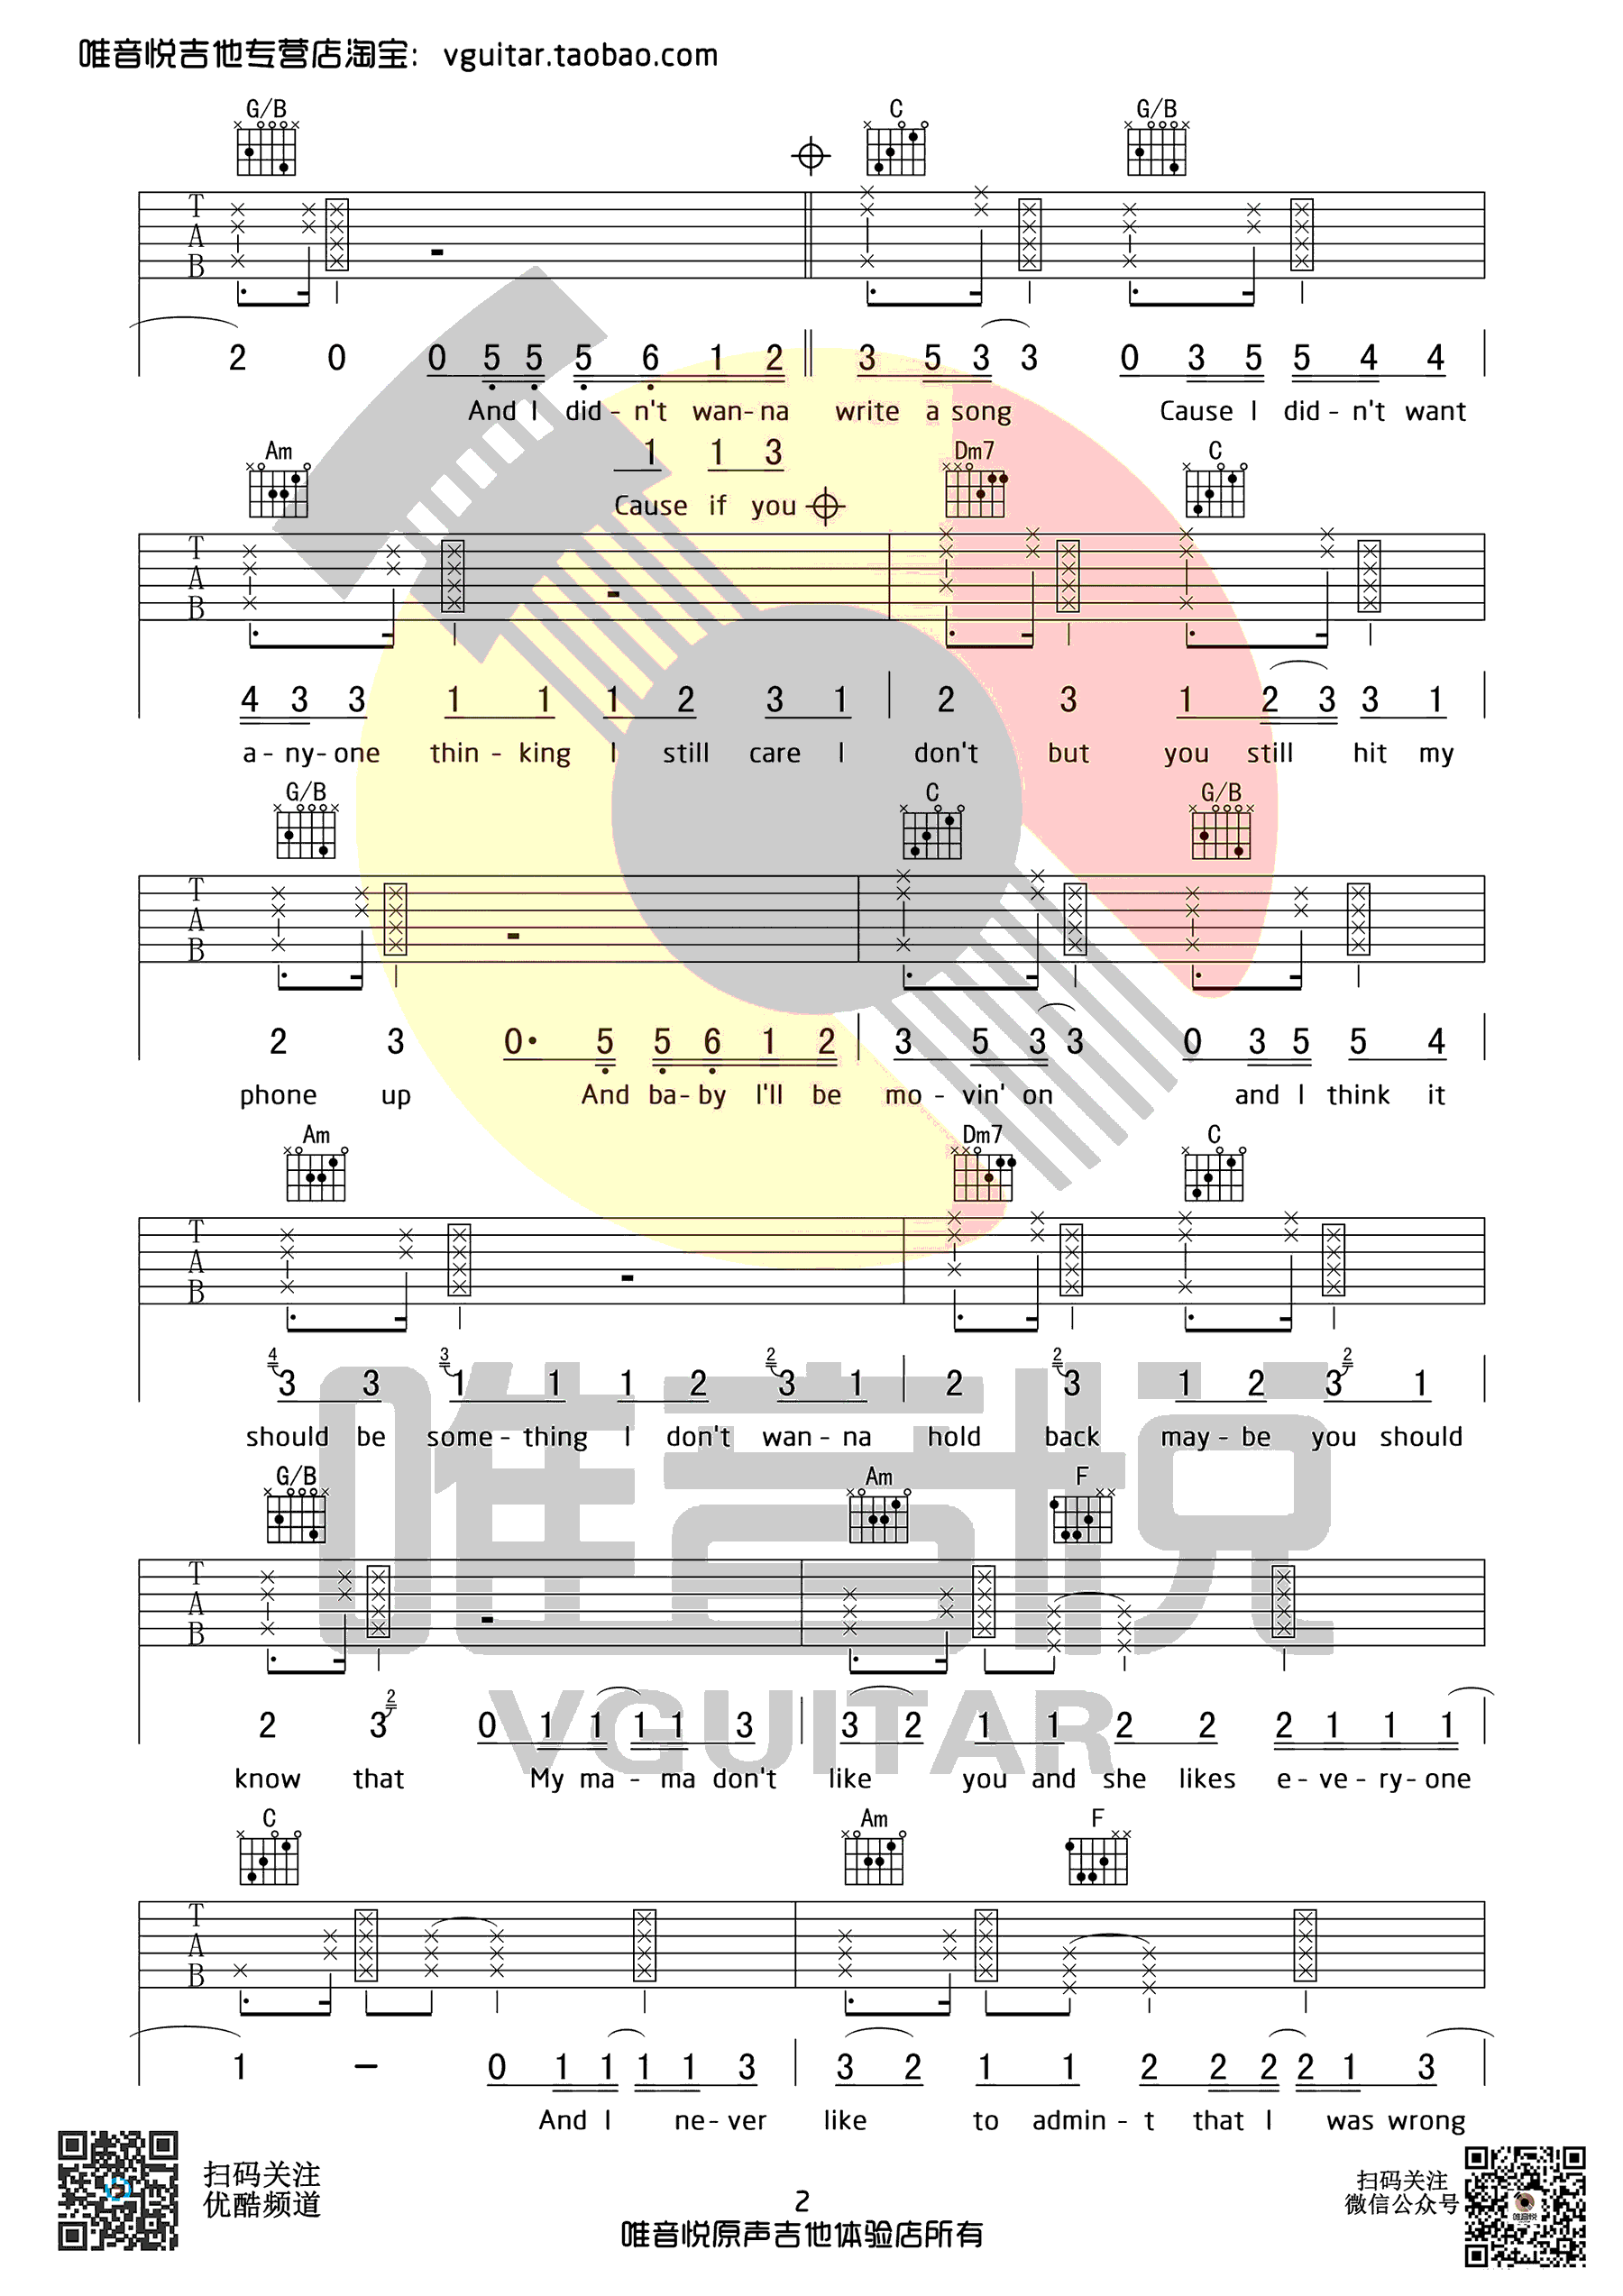 唯音悦吉他专营店淘宝: vguitar.taobao.com
G/B C G/B
T
A
B
2 0 0 5 5 5 6 1 2 3 5 3 3 0 3 5 5 4 4
And I did - n't wan - na write a song Cause I did - n't want
1 1 3
Cause if you
Am Dm7 C
T
A
B
4 3 3 1 1 1 2 3 1 2 3 1 2 3 3 1
a - ny - one thin - king I still care I don't but you still hit my
G/B C G/B
T
A
B
2 3 0· 5 5 6 1 2 3 5 3 3 0 3 5 5 4
phone up And ba - by I'll be mo - vin' on and I think it
Am Dm7 C
T
A
B
4 3 3 3 1 1 1 2 2 3 1 2 2 3 1 2 3 2 1
should be some - thing I don't wan - na hold back may - be you should
G/B Am F
T
A
B
2 3 2 0 1 1 1 1 3 3 2 1 1 2 2 2 1 1 1
know that My ma - ma don't like you and she likes e - ve - ry - one
C Am F
T
A
B
1 – 0 1 1 1 1 3 3 2 1 1 2 2 2 2 1 3
And I ne - ver like to admin - t that I was wrong
唯音悦
VGUITAR
扫码关注
优酷频道
2
唯音悦原声吉他体验店所有
扫码关注
微信公众号
唯音悦